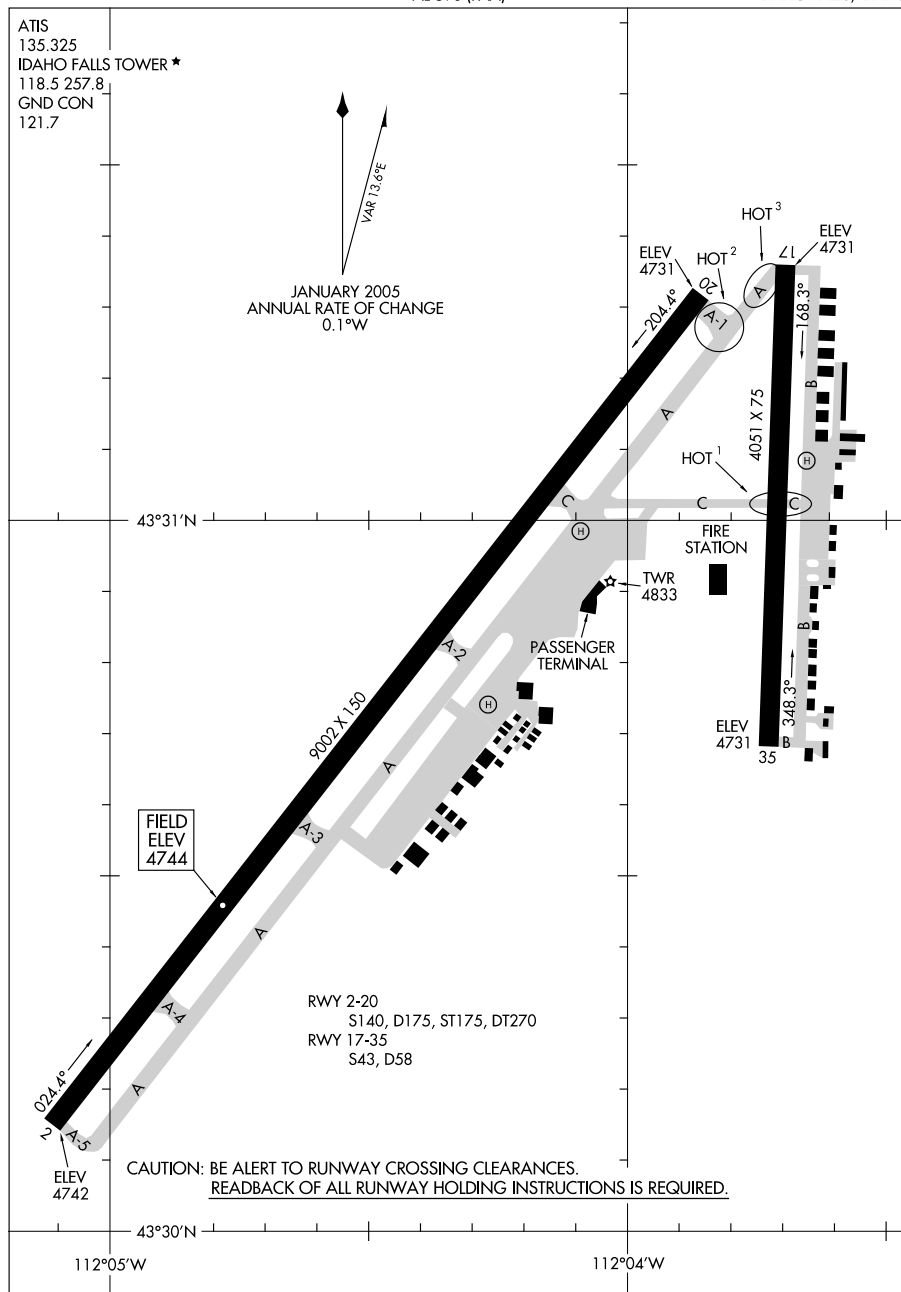 ATIS
135.325
IDAHO FALLS TOWER ★
118.5 257.8
GND CON
121.7
VAR 13.6°E
JANUARY 2005
ANNUAL RATE OF CHANGE
0.1°W
HOT 3
HOT 2
ELEV
4731
ELEV
4731
20
17
204.4°
168.3°
A
A-1
A
B
4051 X 75
HOT 1
H
C
C
C
43°31'N
H
FIRE
STATION
TWR
4833
PASSENGER
TERMINAL
A-2
B
348.3°
H
ELEV
4731
35
B
9002 X 150
A
A-3
FIELD
ELEV
4744
A
A-4
RWY 2-20
S140, D175, ST175, DT270
RWY 17-35
S43, D58
024.4°
A
2
A-5
ELEV
4742
CAUTION: BE ALERT TO RUNWAY CROSSING CLEARANCES.
READBACK OF ALL RUNWAY HOLDING INSTRUCTIONS IS REQUIRED.
43°30'N
112°05'W
112°04'W